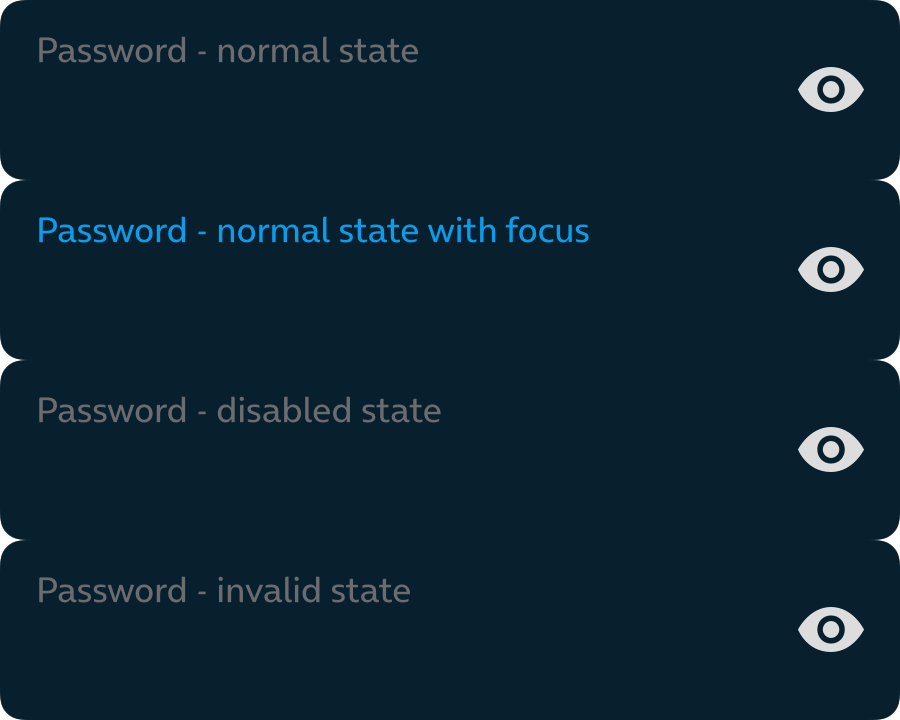 Password - normal state
Password - normal state with focus
Password - disabled state
Password - invalid state